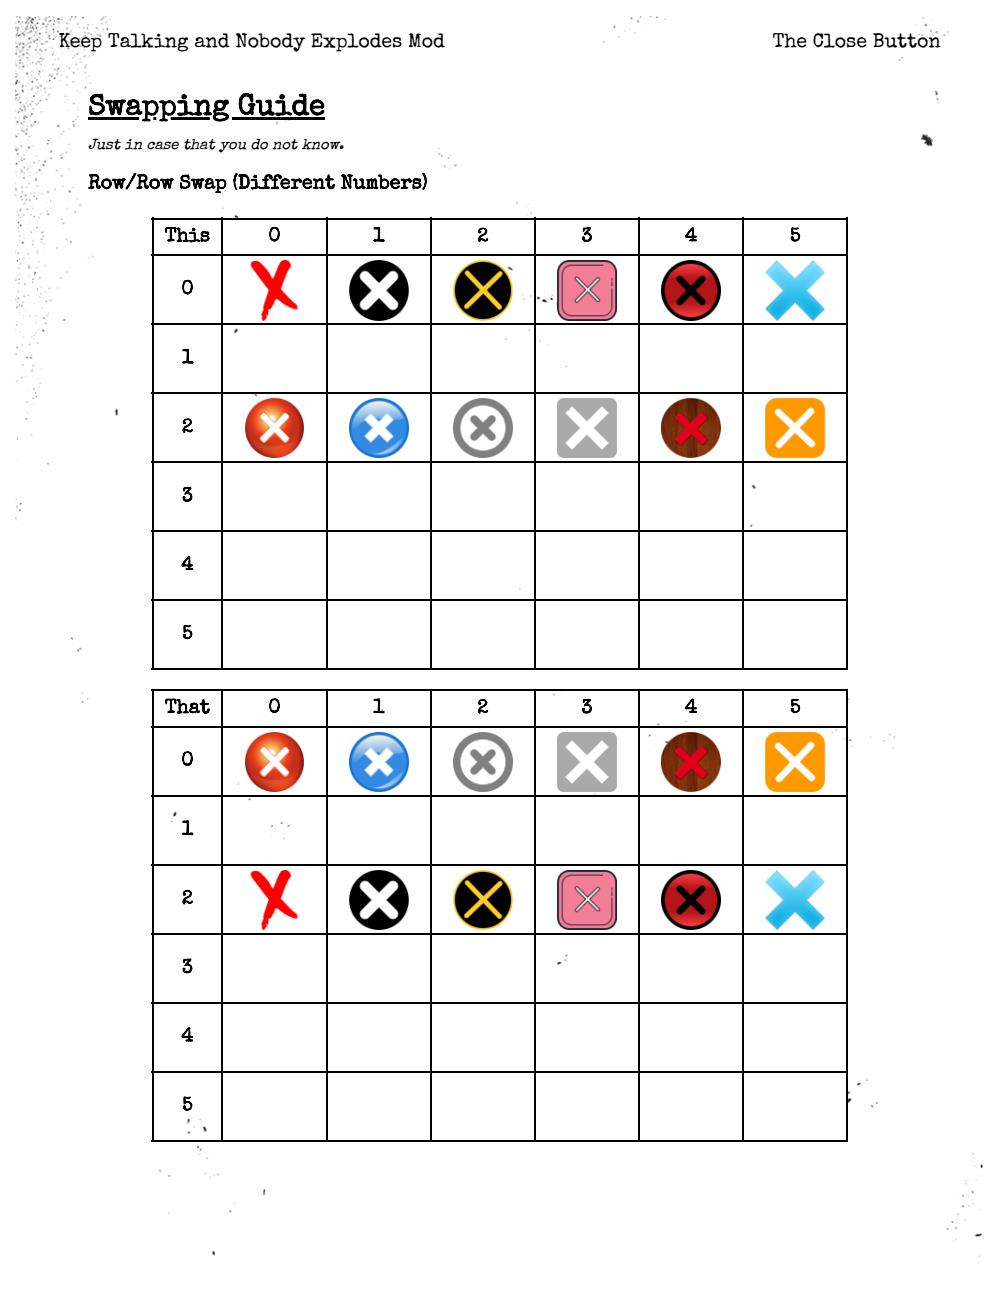 Keep Talking and Nobody Explodes Mod The Close Button
Swapping Guide
Just in case that you do not know.
Row/Row Swap (Different Numbers)
This 0 1 2 3 4 5
0
1
2
3
4
5
That 0 1 2 3 4 5
0
1
2
3
4
5